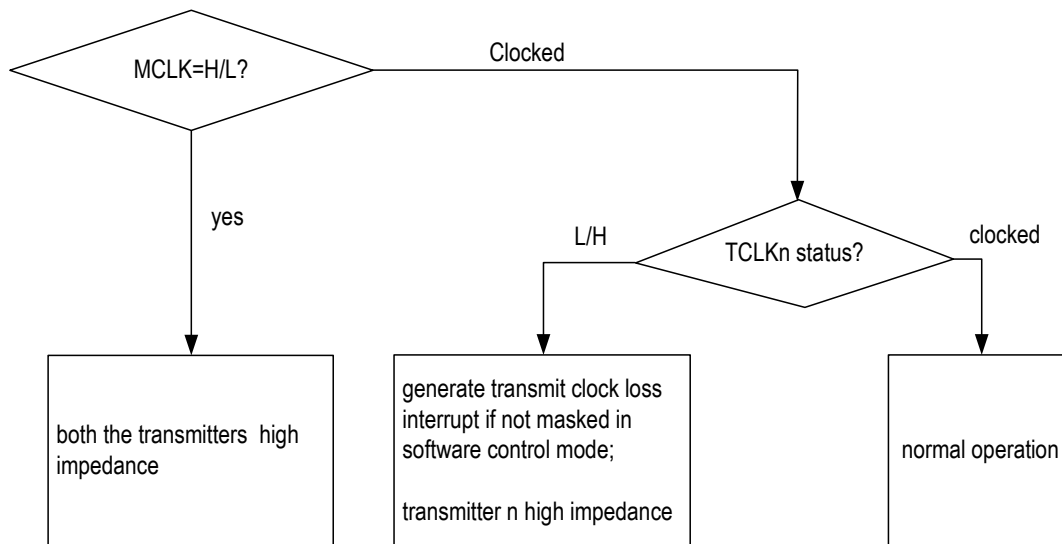 MCLK=H/L?
Clocked
yes
L/H
TCLKn status?
clocked
both the transmitters high
impedance
generate transmit clock loss
interrupt if not masked in
software control mode;
transmitter n high impedance
normal operation